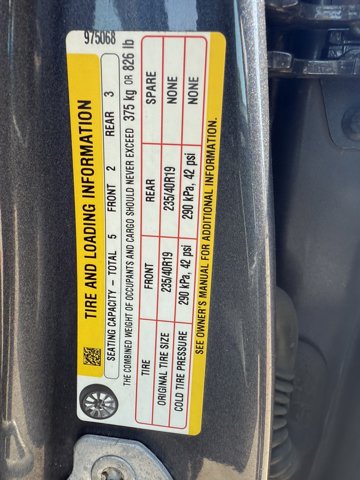 975068
TIRE AND LOADING INFORMATION
SEATING CAPACITY – TOTAL 5 FRONT 2 REAR 3
THE COMBINED WEIGHT OF OCCUPANTS AND CARGO SHOULD NEVER EXCEED 375 kg OR 826 lb
TIRE FRONT REAR SPARE
ORIGINAL TIRE SIZE 235/40R19 235/40R19 NONE
COLD TIRE PRESSURE 290 kPa, 42 psi 290 kPa, 42 psi NONE
SEE OWNER'S MANUAL FOR ADDITIONAL INFORMATION.